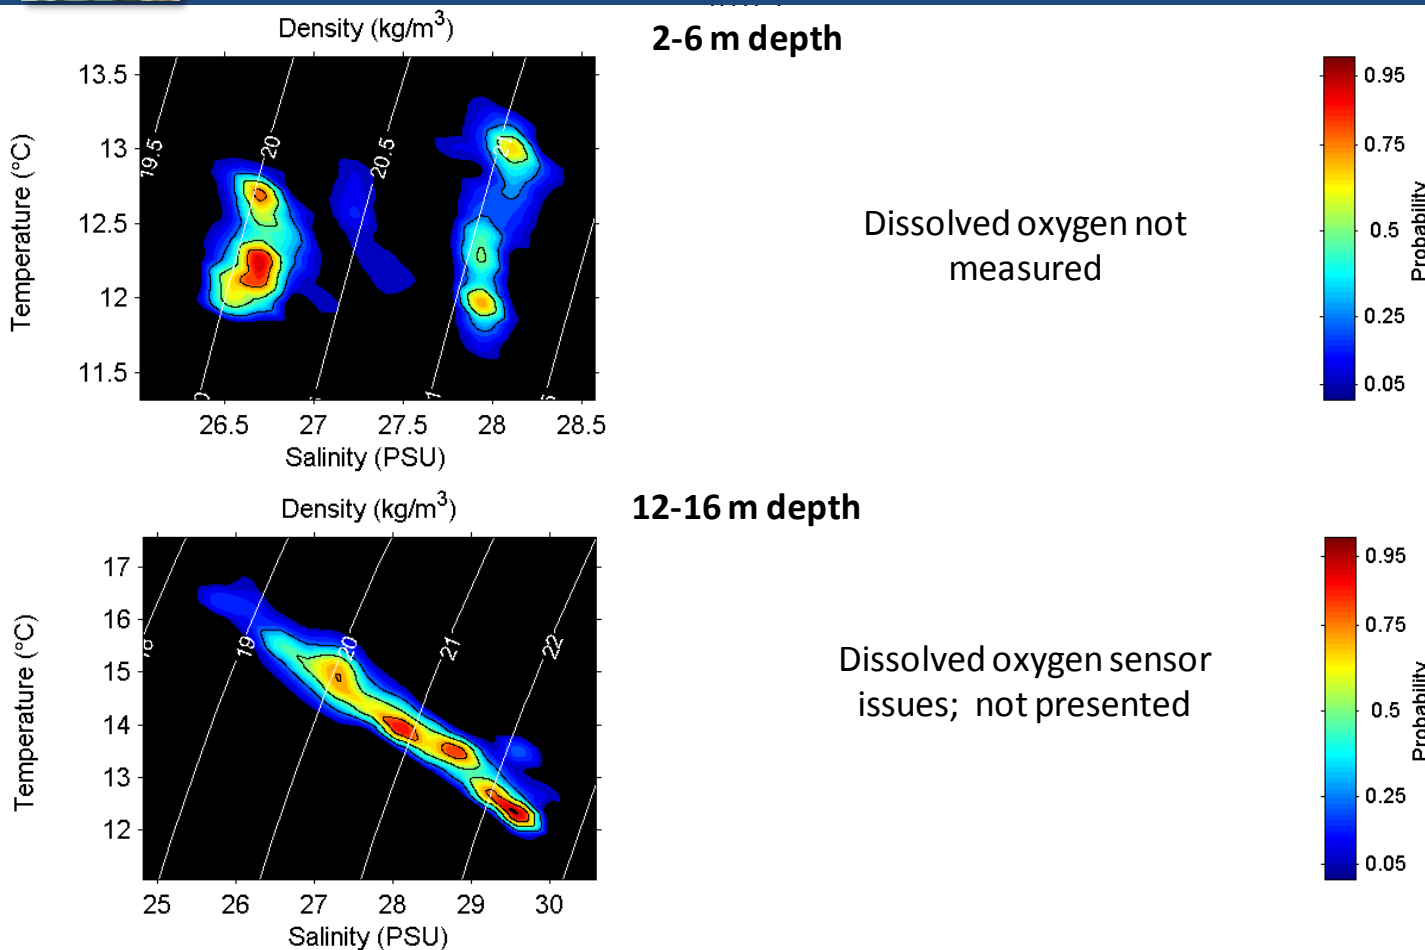 Density (kg/m3)
2-6 m depth
13.5
13
12.5
12
11.5
Temperature (°C)
19.5
20
20.5
26.5
27
27.5
28
28.5
Salinity (PSU)
Dissolved oxygen not
measured
0.95
0.75
0.5
0.25
0.05
Probability
Density (kg/m3)
12-16 m depth
17
16
15
14
13
12
Temperature (°C)
18
19
20
21
22
25
26
27
28
29
30
Salinity (PSU)
Dissolved oxygen sensor
issues; not presented
0.95
0.75
0.5
0.25
0.05
Probability